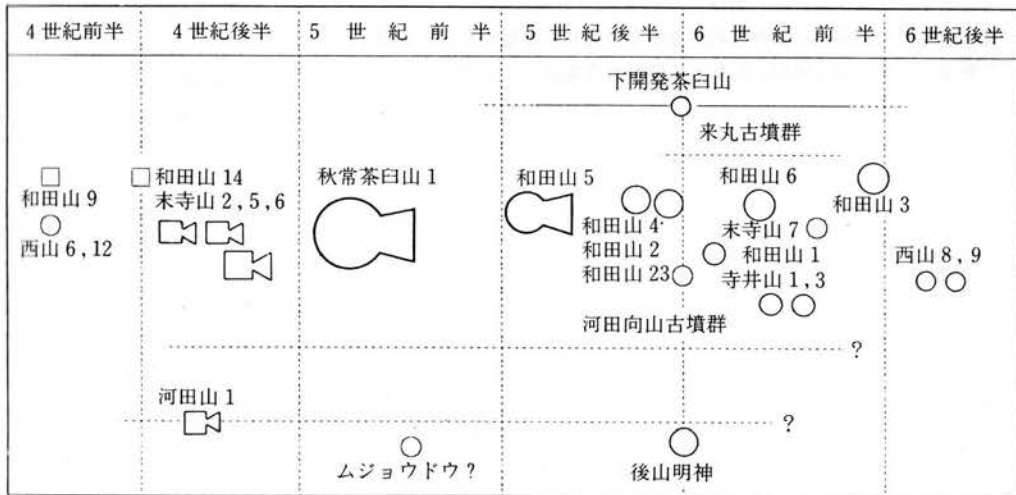 4世紀前半 4世紀後半 5世紀前半 5世紀後半 6世紀前半 6世紀後半
下開発茶臼山
来丸古墳群
和田山9
西山6,12
和田山14
末寺山2,5,6
秋常茶臼山1
和田山5
和田山4
和田山2
和田山23
和田山6
末寺山7
和田山1
寺井山1,3
和田山3
西山8,9
河田向山古墳群
?
河田山1
?
ムジョウドウ?
後山明神